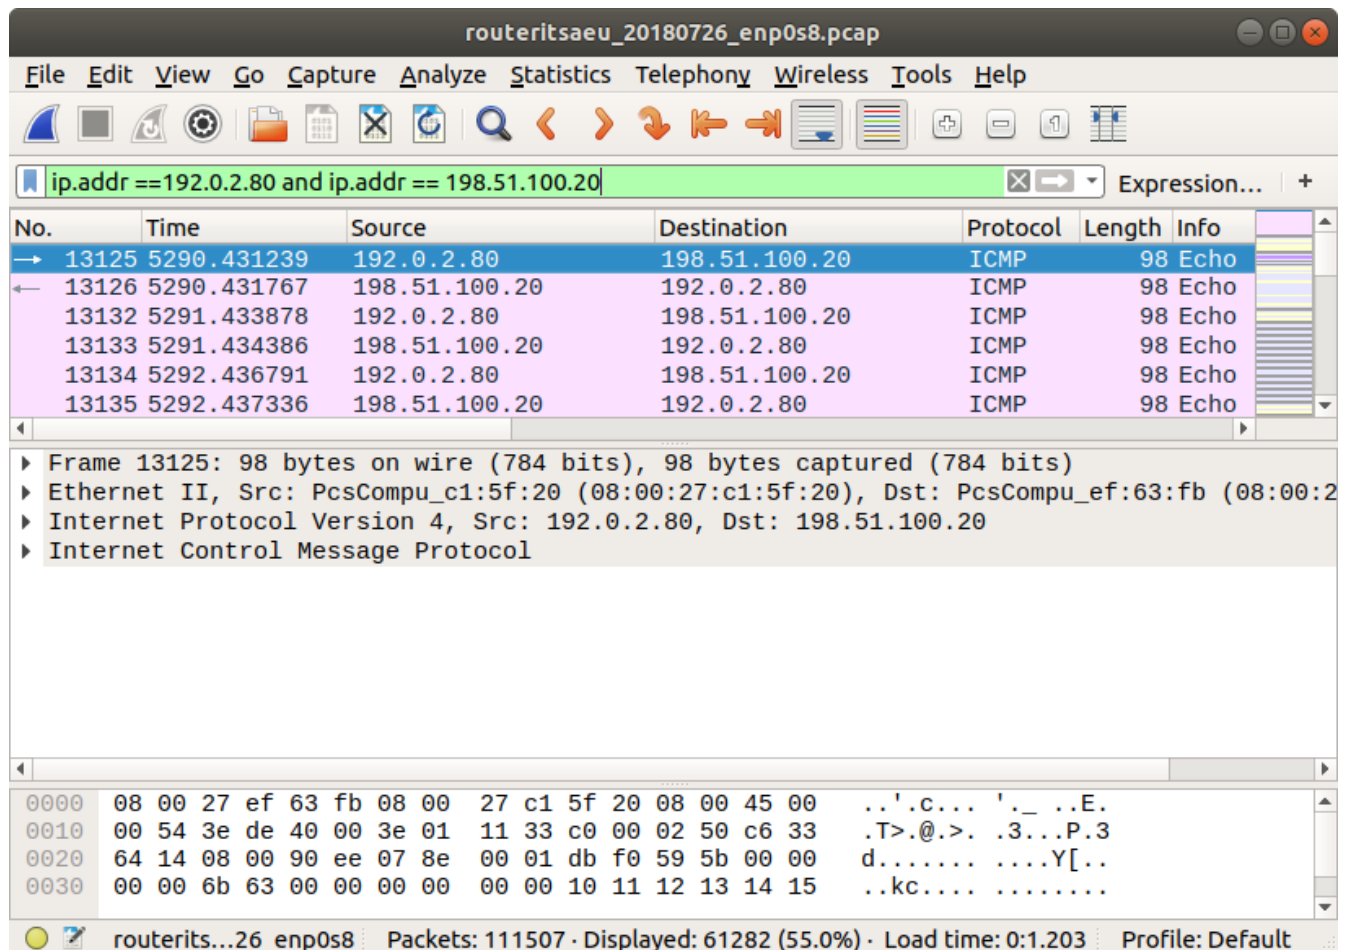 routeritsaeu_20180726_enp0s8.pcap
File Edit View Go Capture Analyze Statistics Telephony Wireless Tools Help
ip.addr ==192.0.2.80 and ip.addr == 198.51.100.20 Expression… +
No. Time Source Destination Protocol Length Info
13125 5290.431239 192.0.2.80 198.51.100.20 ICMP 98 Echo
13126 5290.431767 198.51.100.20 192.0.2.80 ICMP 98 Echo
13132 5291.433878 192.0.2.80 198.51.100.20 ICMP 98 Echo
13133 5291.434386 198.51.100.20 192.0.2.80 ICMP 98 Echo
13134 5292.436791 192.0.2.80 198.51.100.20 ICMP 98 Echo
13135 5292.437336 198.51.100.20 192.0.2.80 ICMP 98 Echo
Frame 13125: 98 bytes on wire (784 bits), 98 bytes captured (784 bits)
Ethernet II, Src: PcsCompu_c1:5f:20 (08:00:27:c1:5f:20), Dst: PcsCompu_ef:63:fb (08:00:2
Internet Protocol Version 4, Src: 192.0.2.80, Dst: 198.51.100.20
Internet Control Message Protocol
0000 08 00 27 ef 63 fb 08 00 27 c1 5f 20 08 00 45 00 ..'.c... '._ ..E.
0010 00 54 3e de 40 00 3e 01 11 33 c0 00 02 50 c6 33 .T>.@.>. .3...P.3
0020 64 14 08 00 90 ee 07 8e 00 01 db f0 59 5b 00 00 d....... ....Y[..
0030 00 00 6b 63 00 00 00 00 00 00 10 11 12 13 14 15 ..kc.... ........
routerits…26_enp0s8 Packets: 111507 · Displayed: 61282 (55.0%) · Load time: 0:1.203 Profile: Default